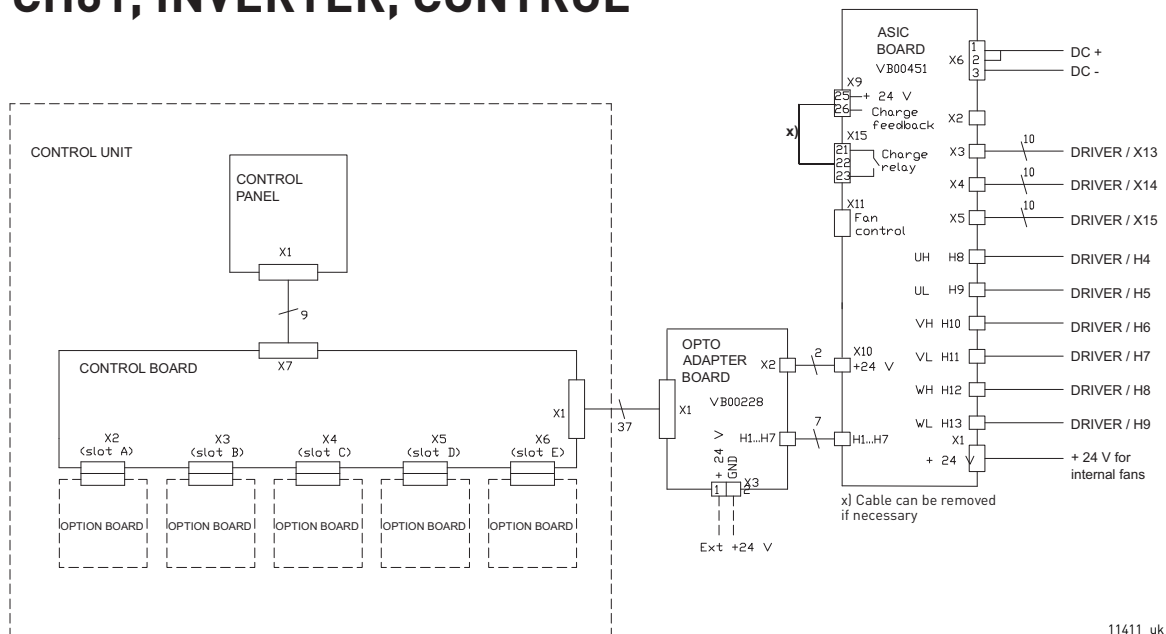 CH61, INVERTER, CONTROL
CONTROL UNIT
CONTROL
PANEL
X1
9
X7
CONTROL BOARD
X1
37
X2
(slot A)
X3
(slot B)
X4
(slot C)
X5
(slot D)
X6
(slot E)
OPTION BOARD
OPTION BOARD
OPTION BOARD
OPTION BOARD
OPTION BOARD
OPTO
ADAPTER
BOARD
VB00228
X1
X2
2
H1...H7
7
+ 24 V
GND
1
2
X3
Ext +24 V
ASIC
BOARD
VB00451
X6
1
2
3
DC +
DC -
X9
25
+ 24 V
26
Charge
feedback
x)
X15
21
22
23
Charge
relay
X11
Fan
control
X2
X3
10
DRIVER / X13
X4
10
DRIVER / X14
X5
10
DRIVER / X15
UH H8
DRIVER / H4
UL H9
DRIVER / H5
VH H10
DRIVER / H6
VL H11
DRIVER / H7
WH H12
DRIVER / H8
WL H13
DRIVER / H9
X10
+24 V
H1...H7
X1
+ 24 V
+ 24 V for
internal fans
x) Cable can be removed
if necessary
11411_uk